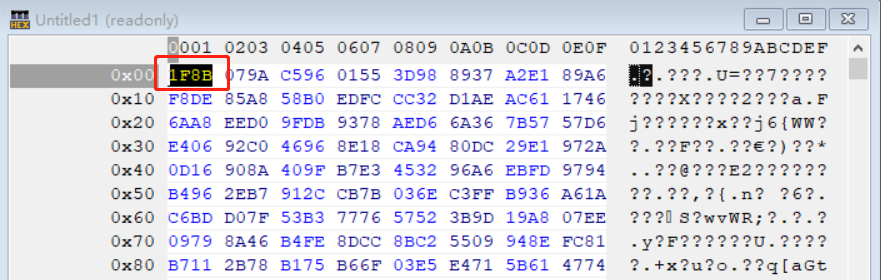 Untitled1 (readonly)
0001 0203 0405 0607 0809 0A0B 0C0D 0E0F 0123456789ABCDEF
0x00 1F8B 079A C596 0155 3D98 8937 A2E1 89A6 .?.???.U=??7????
0x10 F8DE 85A8 58B0 EDFC CC32 D1AE AC61 1746 ????X????2???a.F
0x20 6AA8 EED0 9FDB 9378 AED6 6A36 7B57 57D6 j??????x??j6{WW?
0x30 E406 92C0 4696 8E18 CA94 80DC 29E1 972A ?.??F??.??€?)??*
0x40 0D16 908A 409F B7E3 4532 96A6 EBFD 9794 ..??@???E2??????
0x50 B496 2EB7 912C CB7B 036E C3FF B936 A61A ??.??,?{.n? ?6?.
0x60 C6BD D07F 53B3 7776 5752 3B9D 19A8 07EE ???S?wvWR;?.?.?
0x70 0979 8A46 B4FE 8DCC 8BC2 5509 948E FC81 .y?F??????U.????
0x80 B711 2B78 B175 B66F 03E5 E471 5B61 4774 ?.+x?u?o.??q[aGt